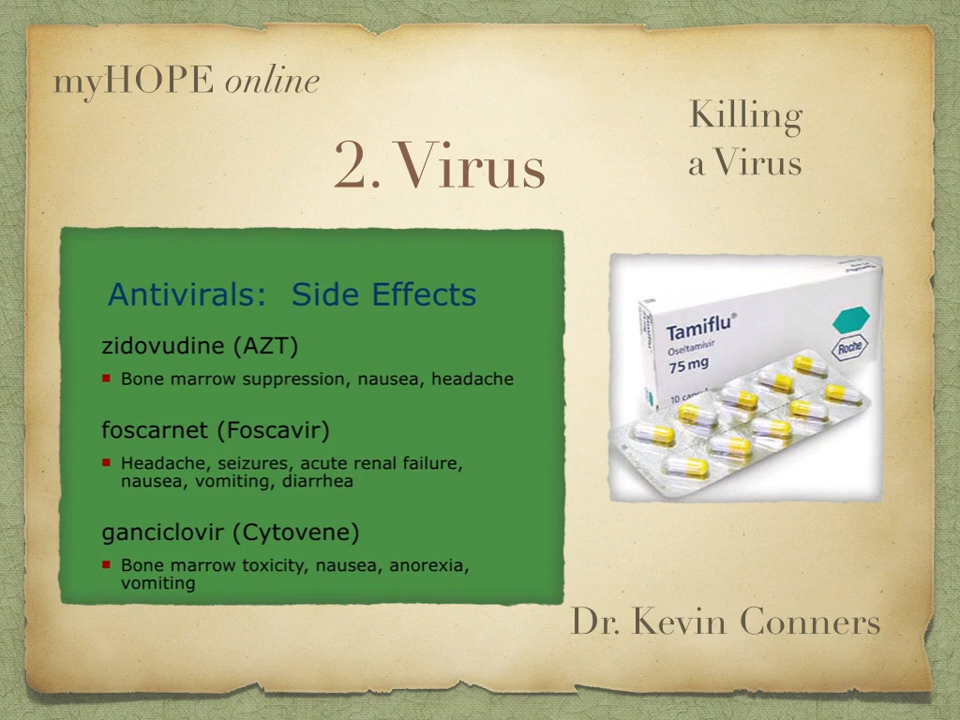 myHOPE online
Killing
a Virus
2. Virus
Antivirals: Side Effects
zidovudine (AZT)
Bone marrow suppression, nausea, headache
foscarnet (Foscavir)
Headache, seizures, acute renal failure,
nausea, vomiting, diarrhea
ganciclovir (Cytovene)
Bone marrow toxicity, nausea, anorexia,
vomiting
Tamiflu®
Oseltamivir
75 mg
10
Roche
Dr. Kevin Conners